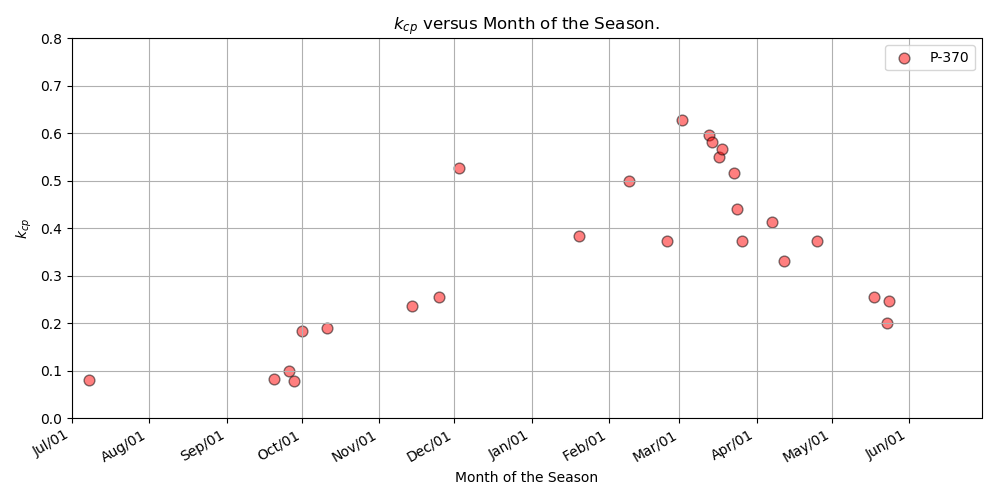 k_cp versus Month of the Season.
P-370
k_cp
0.8
0.7
0.6
0.5
0.4
0.3
0.2
0.1
0.0
Jul/01 Aug/01 Sep/01 Oct/01 Nov/01 Dec/01 Jan/01 Feb/01 Mar/01 Apr/01 May/01 Jun/01
Month of the Season